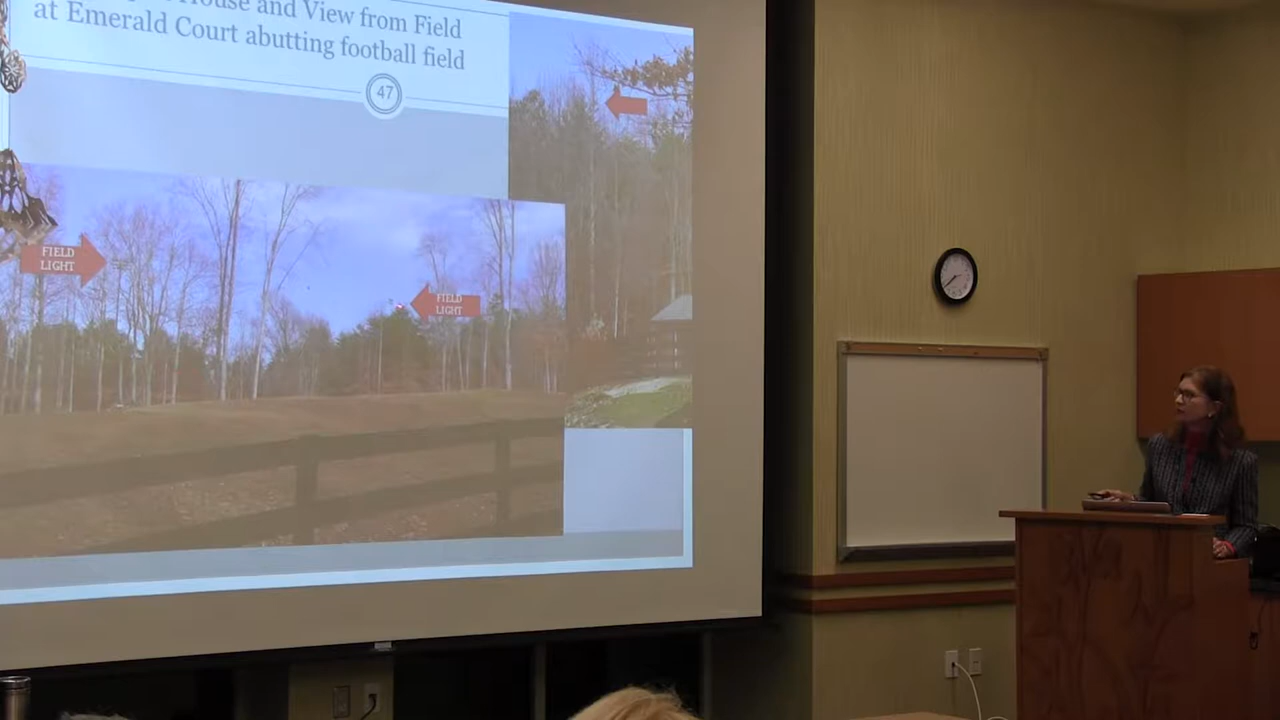 House and View from Field
at Emerald Court abutting football field
47
FIELD
LIGHT
FIELD
LIGHT